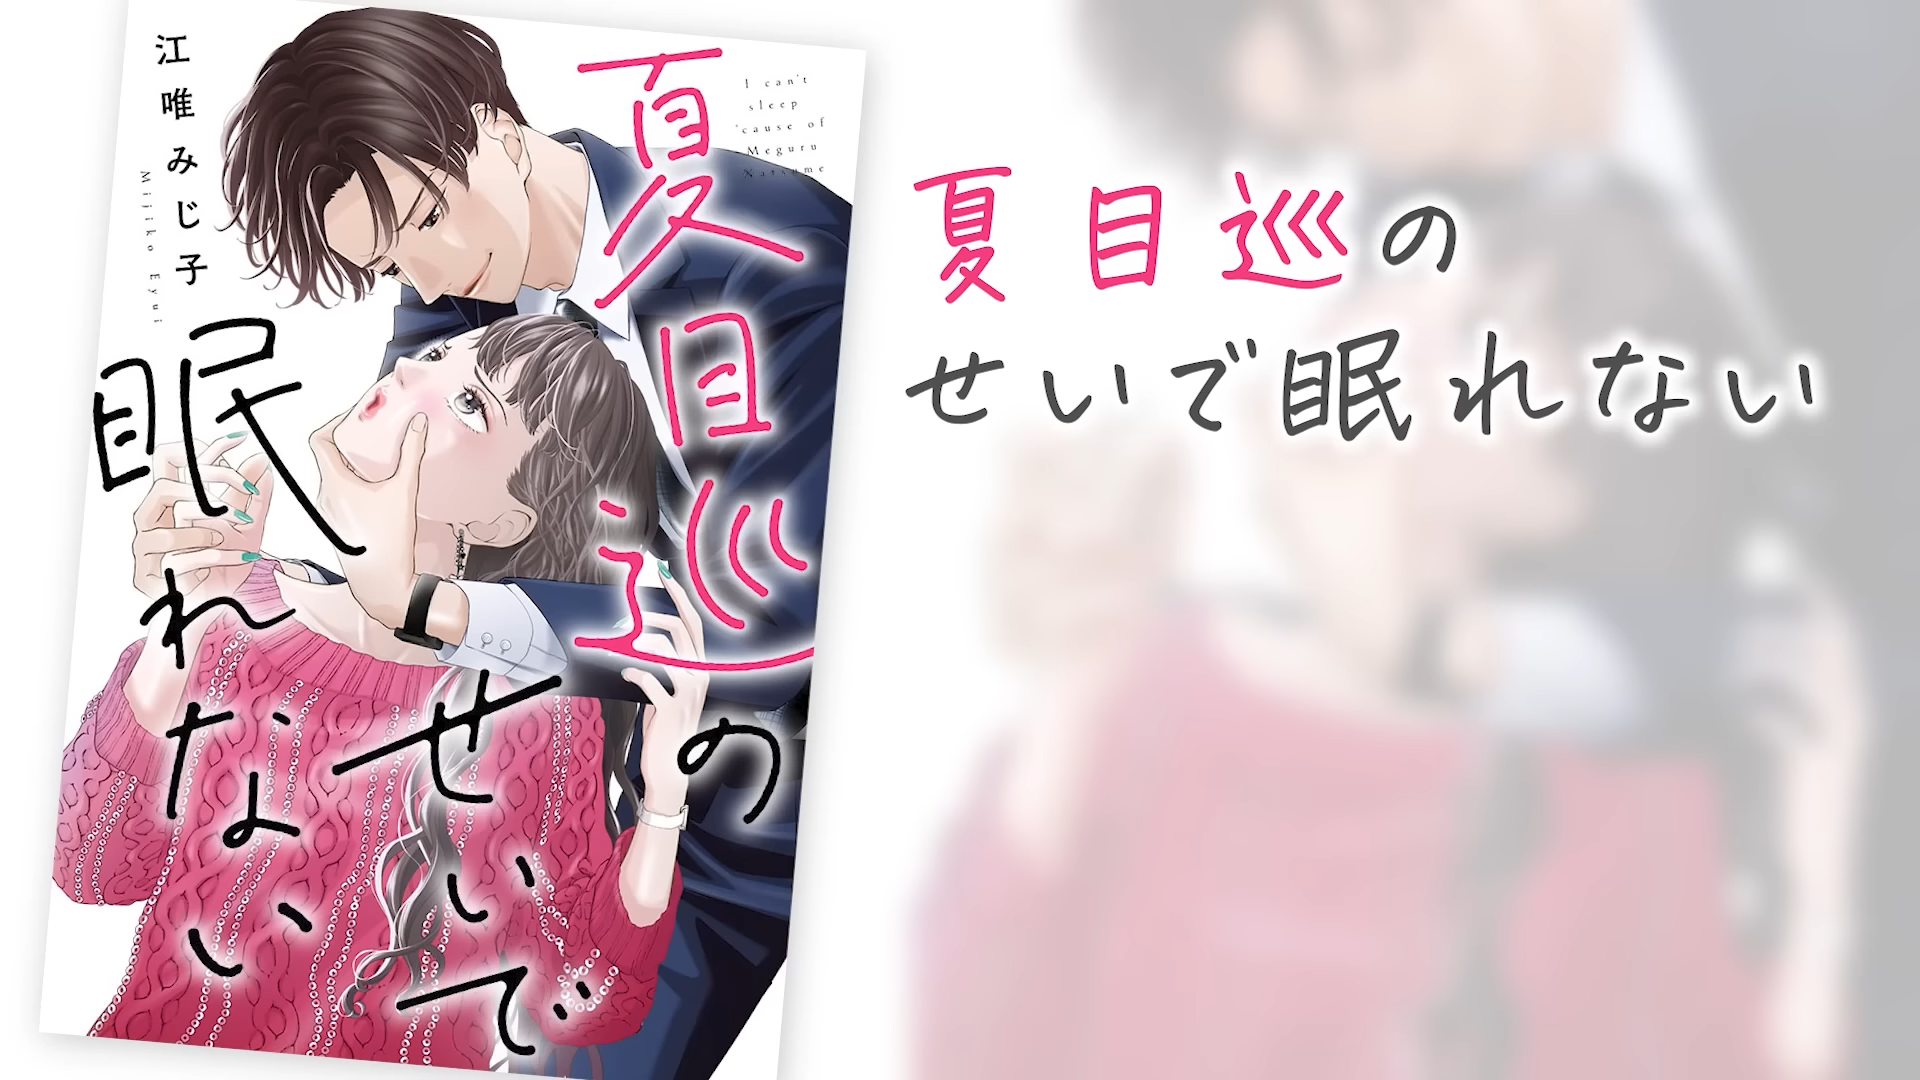 江唯みじ子
Mijiko Eyui
夏目巡の
せいで
眠れない
I can't
sleep
'cause of
Meguru
Natsume
夏目巡の
せいで眠れない